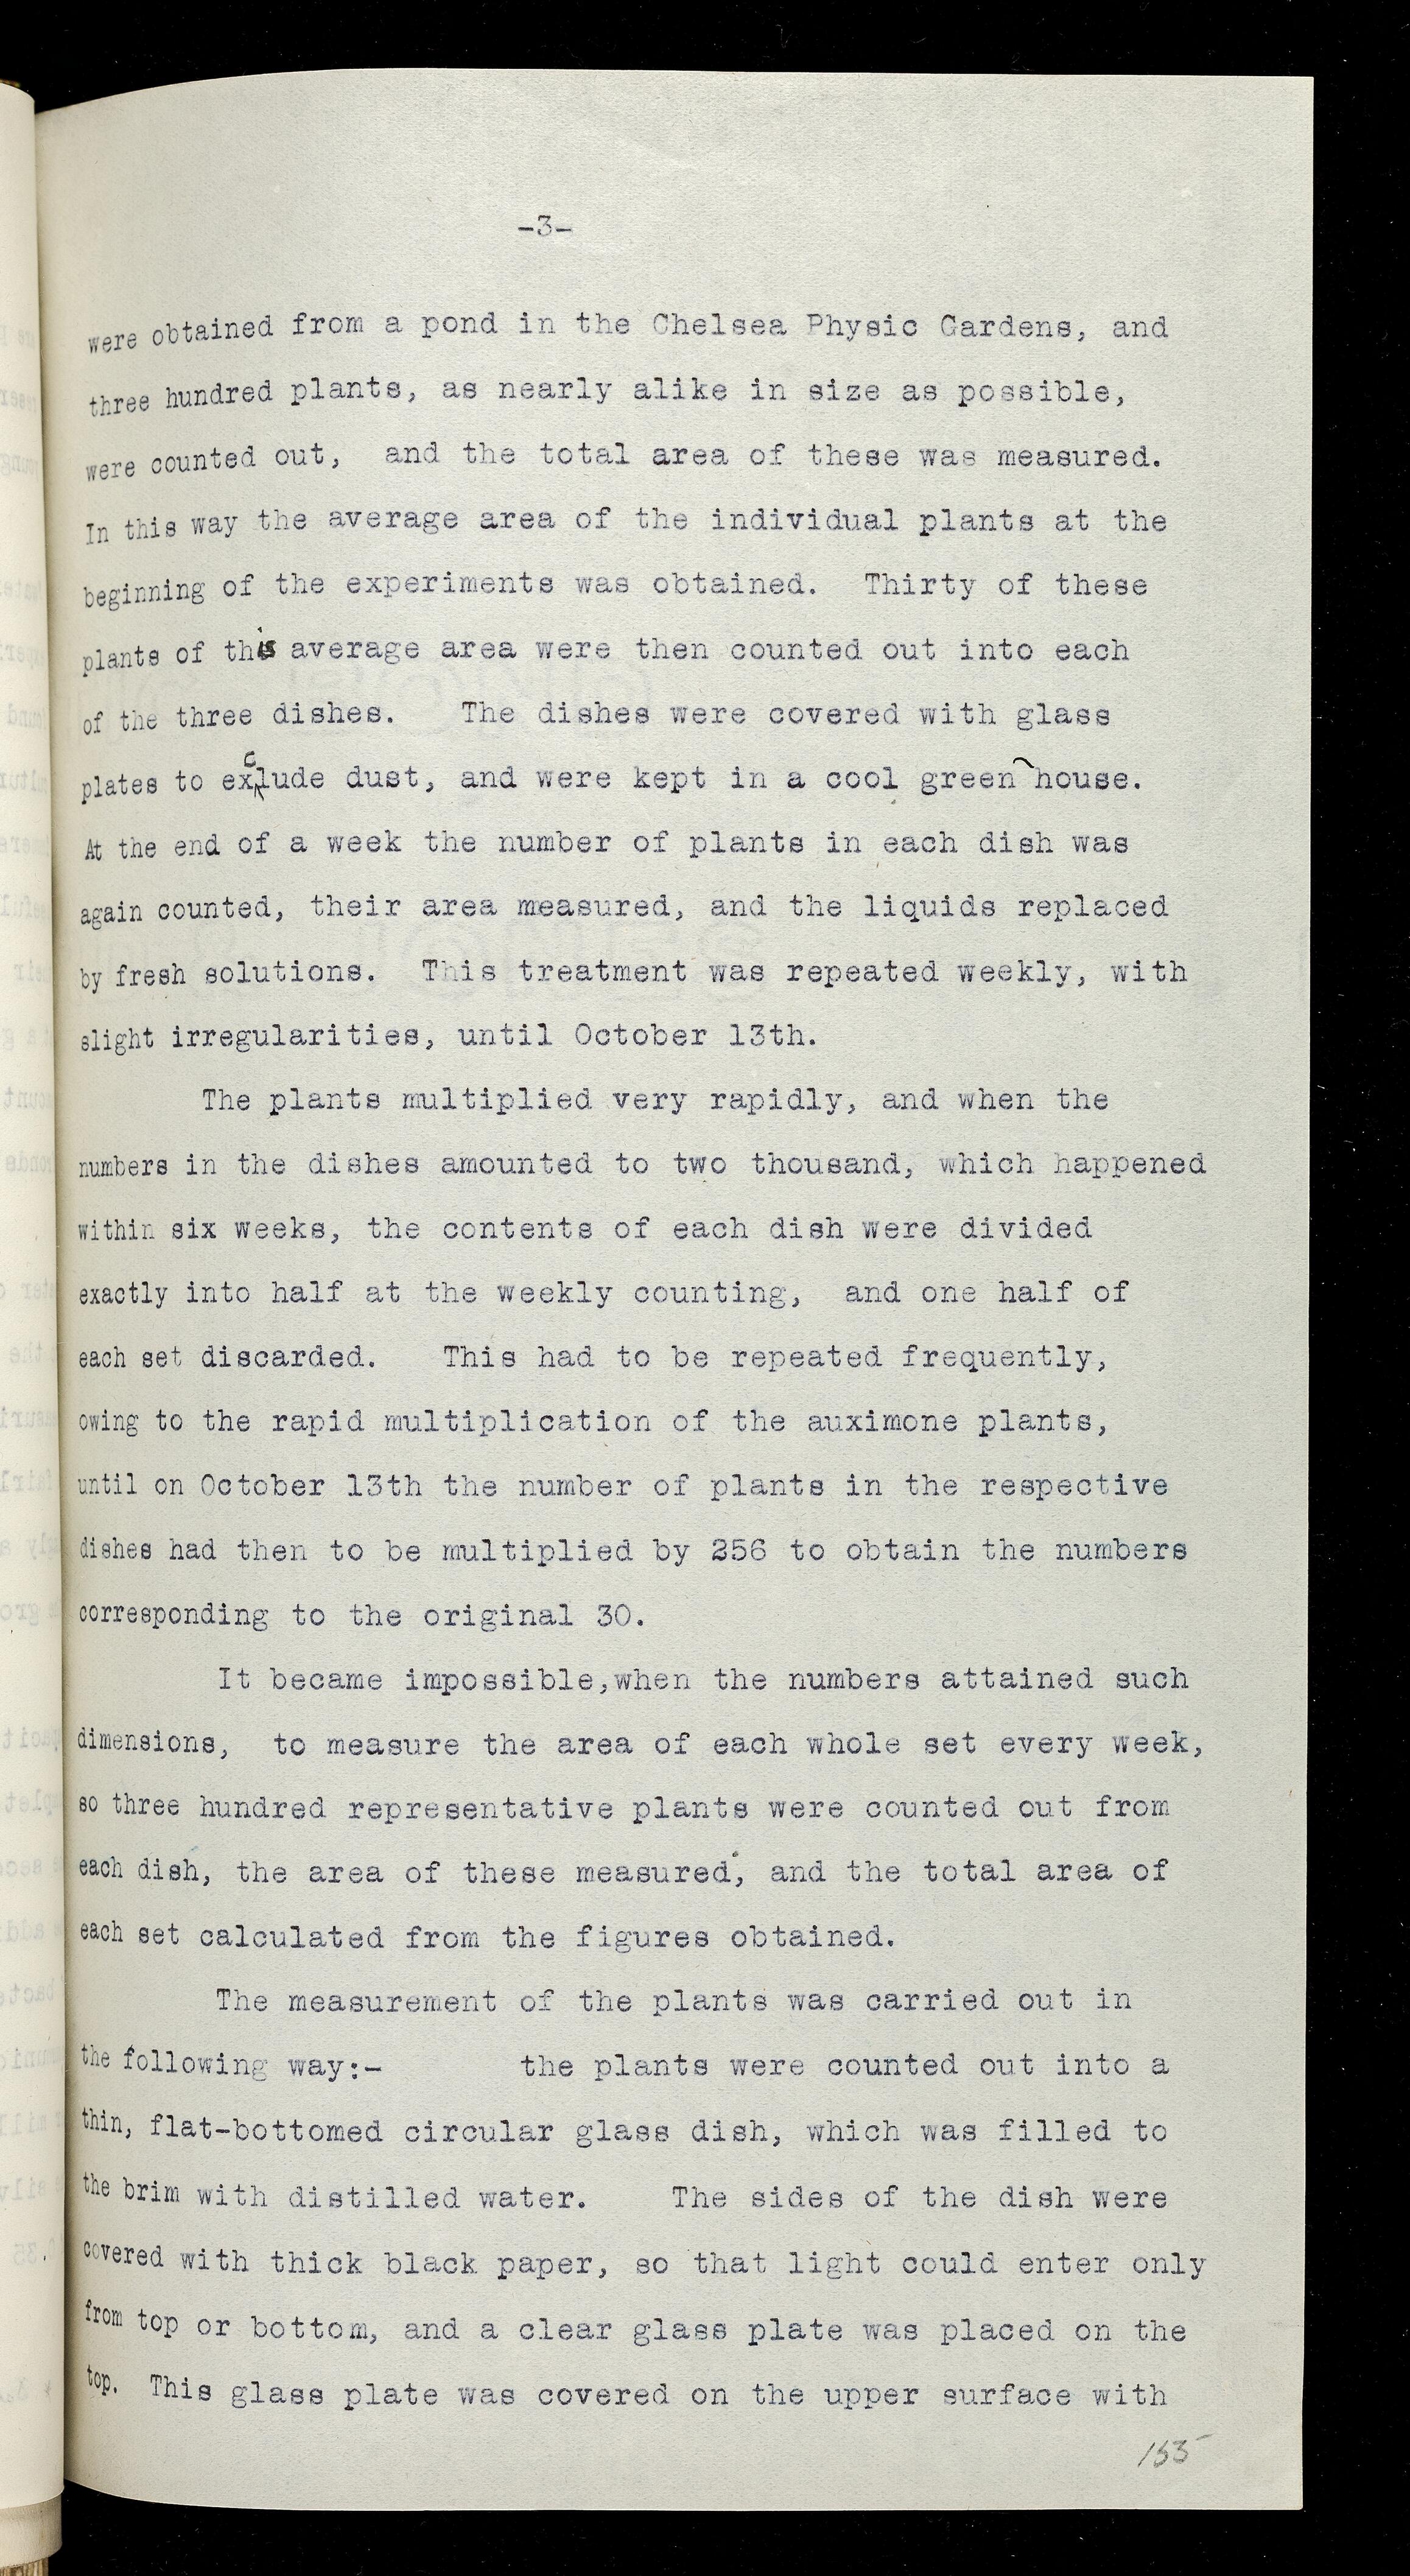 -3-
were obtained from a pond in the Chelsea Physic Gardens, and
three hundred plants, as nearly alike in size as possible,
were counted out, and the total area of these was measured.
In this way the average area of the individual plants at the
beginning of the experiments was obtained. Thirty of these
plants of this average area were then counted out into each
of the three dishes. The dishes were covered with glass
plates to exclude dust, and were kept in a cool green house.
At the end of a week the number of plants in each dish was
again counted, their area measured, and the liquids replaced
by fresh solutions. This treatment was repeated weekly, with
slight irregularities, until October 13th.
The plants multiplied very rapidly, and when the
numbers in the dishes amounted to two thousand, which happened
within six weeks, the contents of each dish were divided
exactly into half at the weekly counting, and one half of
each set discarded. This had to be repeated frequently,
owing to the rapid multiplication of the auximone plants,
until on October 13th the number of plants in the respective
dishes had then to be multiplied by 256 to obtain the numbers
corresponding to the original 30.
It became impossible,when the numbers attained such
dimensions, to measure the area of each whole set every week,
so three hundred representative plants were counted out from
each dish, the area of these measured, and the total area of
each set calculated from the figures obtained.
The measurement of the plants was carried out in
the following way:- the plants were counted out into a
thin, flat-bottomed circular glass dish, which was filled to
the brim with distilled water. The sides of the dish were
covered with thick black paper, so that light could enter only
from top or bottom, and a clear glass plate was placed on the
top. This glass plate was covered on the upper surface with